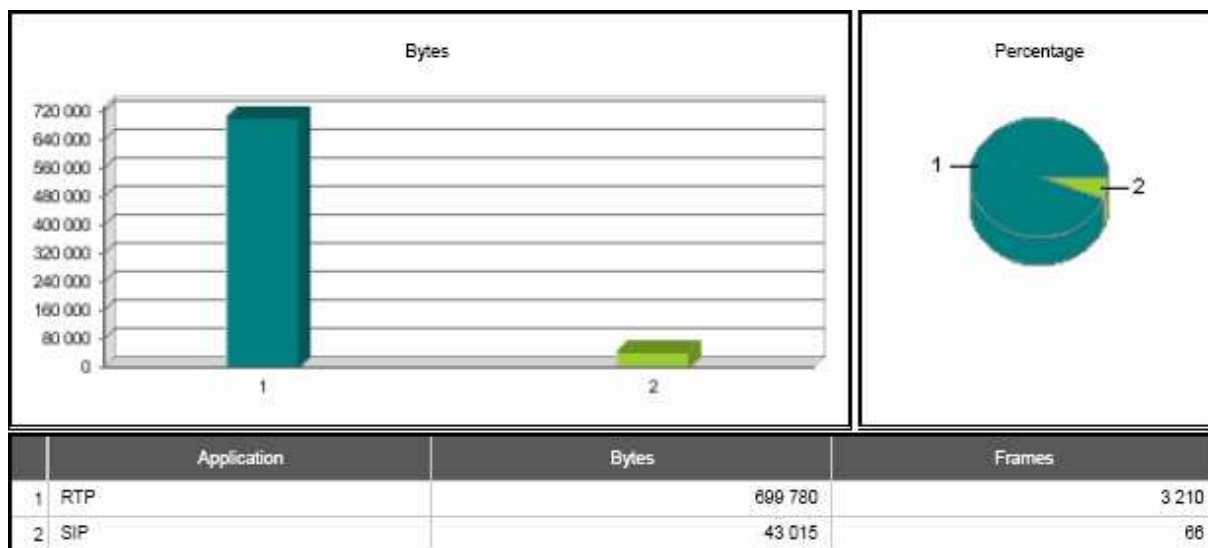 Bytes
720 000
640 000
560 000
480 000
400 000
320 000
240 000
160 000
80 000
0
1
2
Percentage
1
2
Application Bytes Frames
1 RTP 699 780 3 210
2 SIP 43 015 66